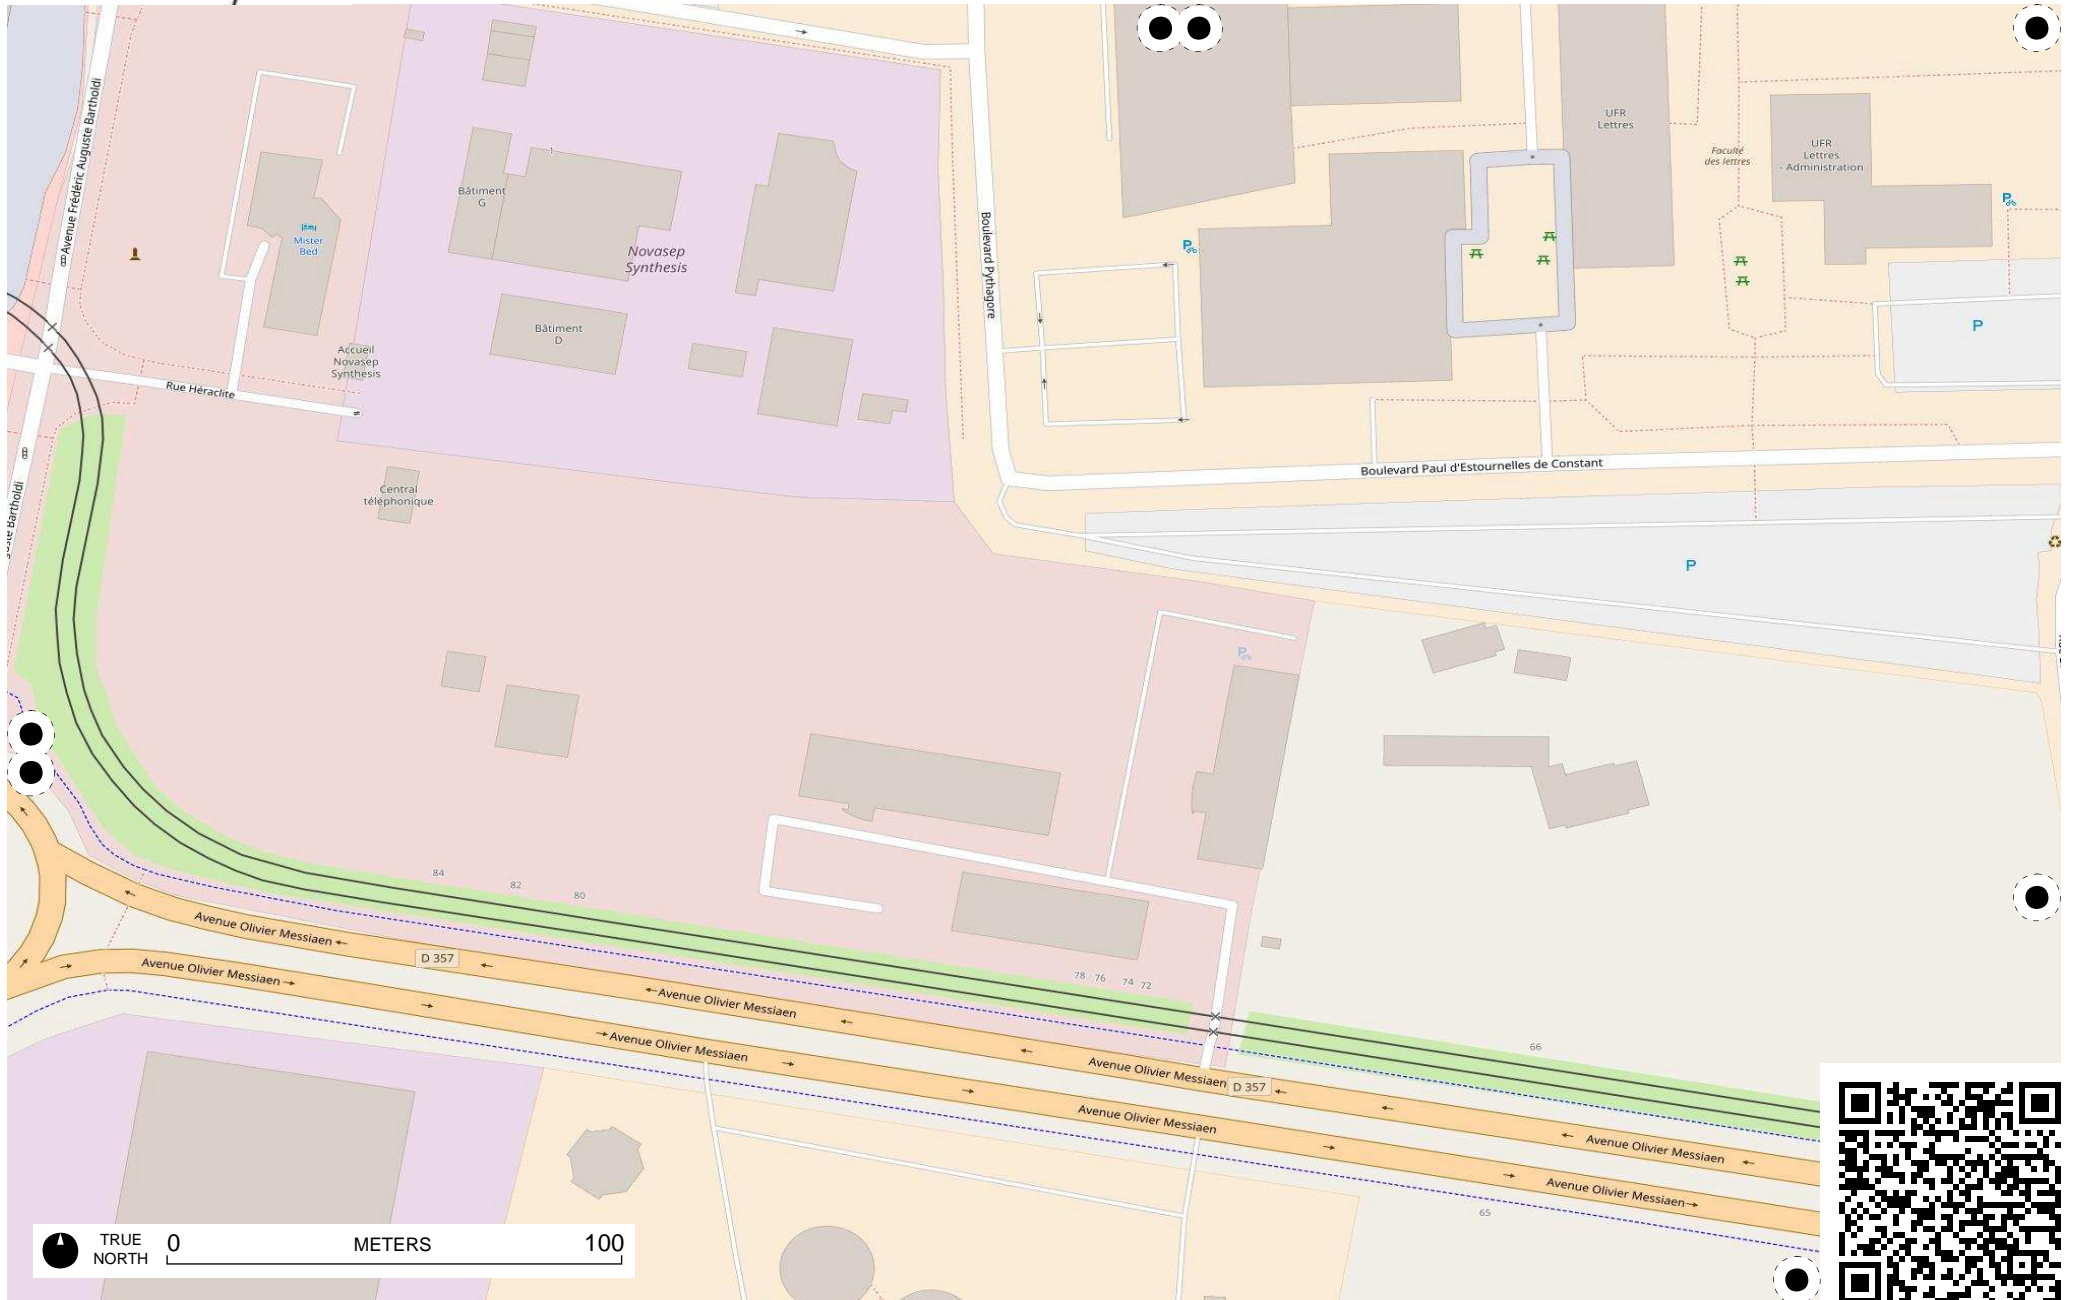 Avenue Frédéric Auguste Bartholdi
UFR
Lettres
Faculté
des lettres
UFR
Lettres
- Administration
1
Bâtiment
G
P
Mister
Bed
Novasep
Synthesis
P
Boulevard Pythagore
P
Bâtiment
D
Accueil
Novasep
Synthesis
Rue Héraclite
Boulevard Paul d'Estournelles de Constant
Central
téléphonique
Bartholdi
P
P
84
82
80
Avenue Olivier Messiaen
D 357
Avenue Olivier Messiaen
78
76
74
72
Avenue Olivier Messiaen
Avenue Olivier Messiaen
66
Avenue Olivier Messiaen
D 357
Avenue Olivier Messiaen
Avenue Olivier Messiaen
Avenue Olivier Messiaen
65
TRUE
NORTH
0
METERS
100